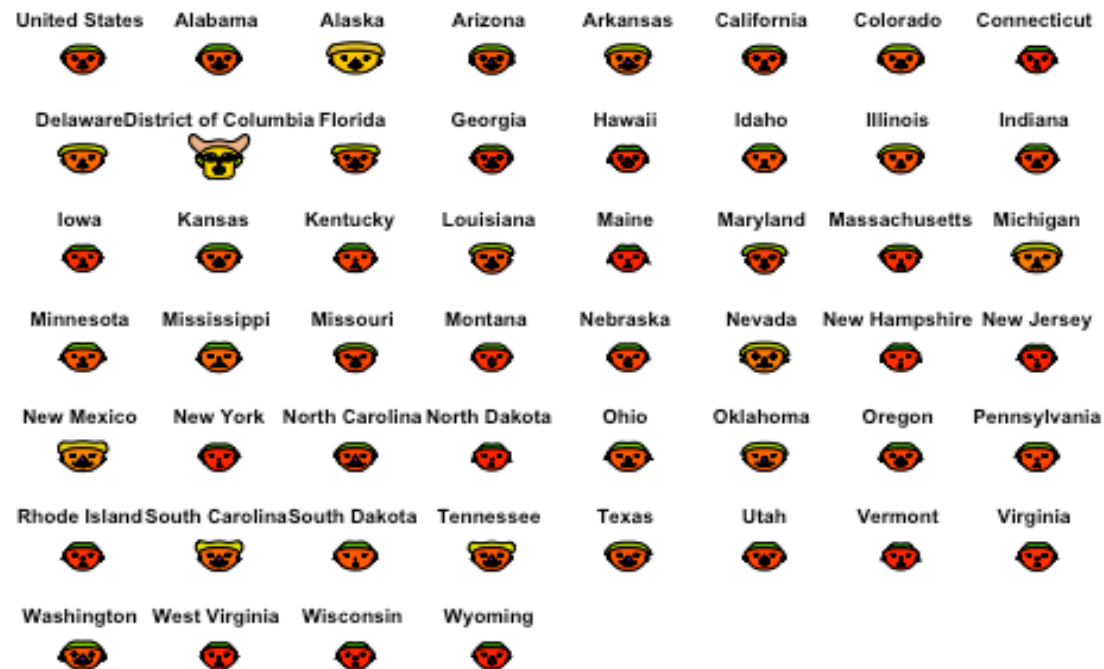 United States Alabama Alaska Arizona Arkansas California Colorado Connecticut
Delaware District of Columbia Florida Georgia Hawaii Idaho Illinois Indiana
Iowa Kansas Kentucky Louisiana Maine Maryland Massachusetts Michigan
Minnesota Mississippi Missouri Montana Nebraska Nevada New Hampshire New Jersey
New Mexico New York North Carolina North Dakota Ohio Oklahoma Oregon Pennsylvania
Rhode Island South Carolina South Dakota Tennessee Texas Utah Vermont Virginia
Washington West Virginia Wisconsin Wyoming